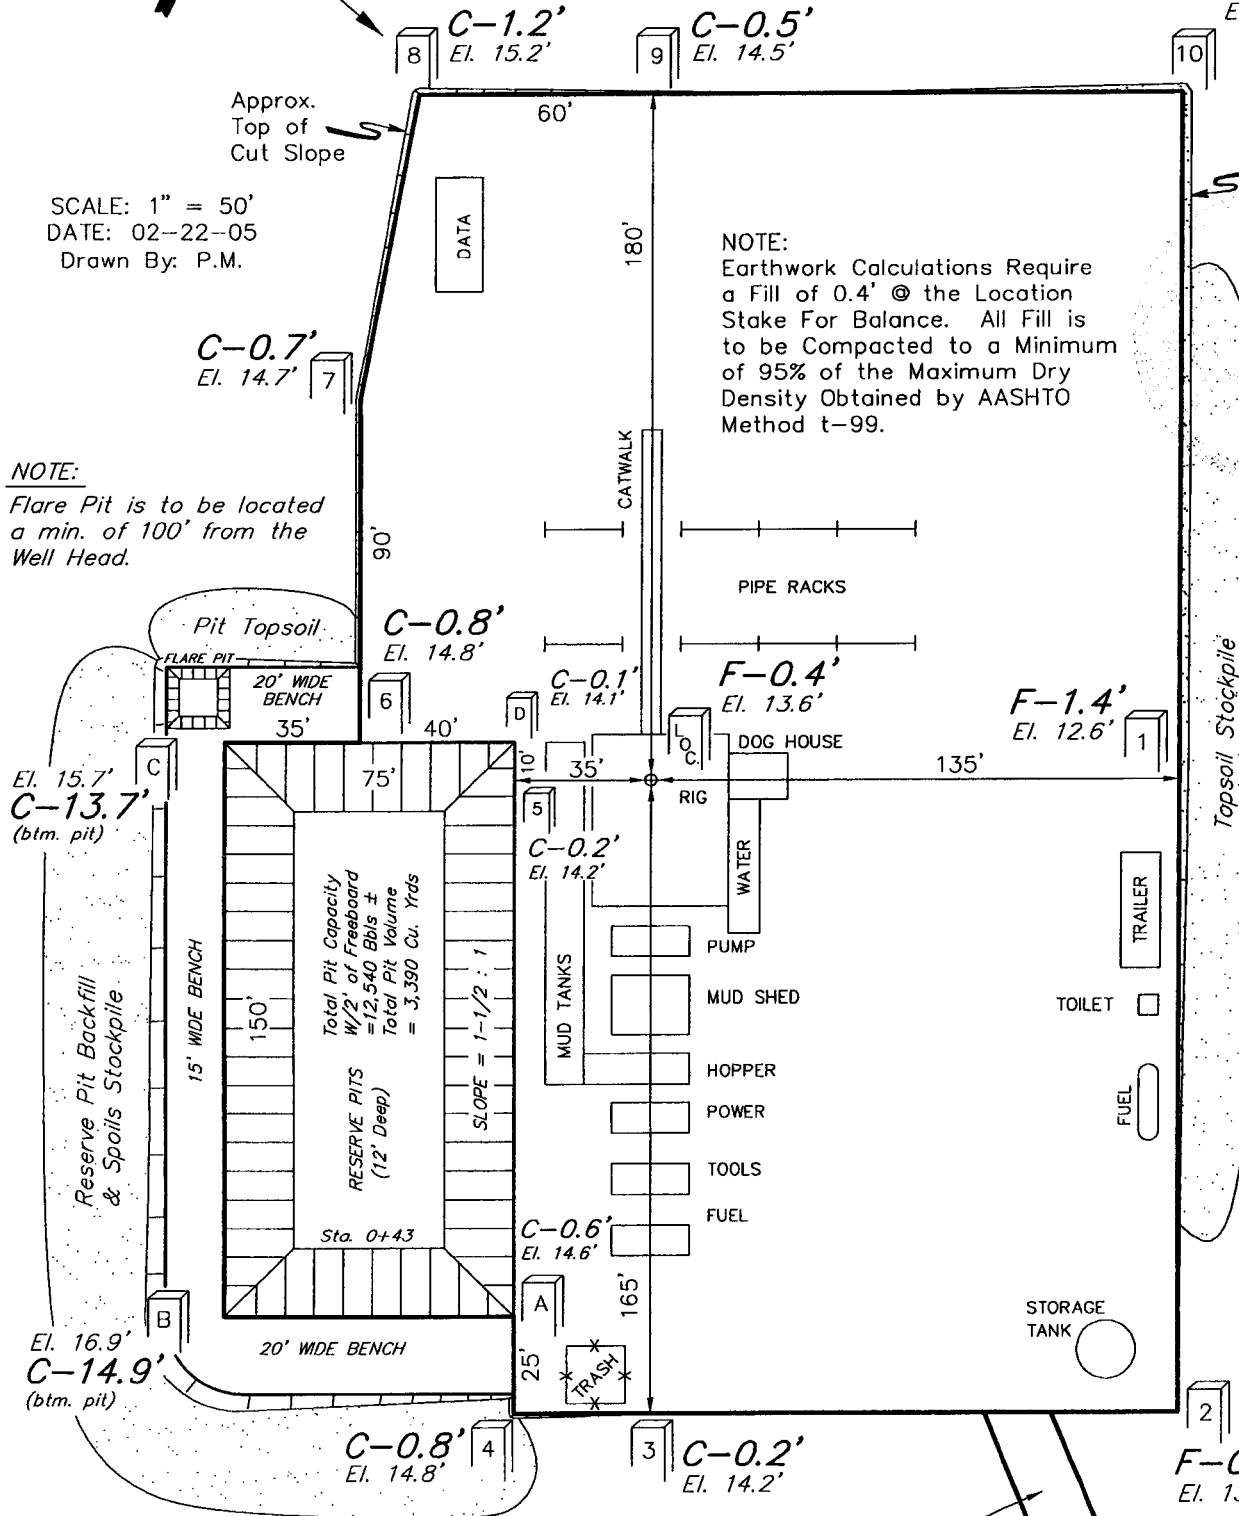 C-1.2'
El. 15.2'
C-0.5'
El. 14.5'
E
8
9
10
Approx.
Top of
Cut Slope
60'
SCALE: 1" = 50'
DATE: 02-22-05
Drawn By: P.M.
DATA
180'
NOTE:
Earthwork Calculations Require
a Fill of 0.4' @ the Location
Stake For Balance. All Fill is
to be Compacted to a Minimum
of 95% of the Maximum Dry
Density Obtained by AASHTO
Method t-99.
C-0.7'
El. 14.7'
7
NOTE:
Flare Pit is to be located
a min. of 100' from the
Well Head.
CATWALK
90'
PIPE RACKS
Pit Topsoil
C-0.8'
El. 14.8'
FLARE PIT
20' WIDE
BENCH
6
D
C-0.1'
El. 14.1'
F-0.4'
El. 13.6'
F-1.4'
El. 12.6'
1
Topsoil Stockpile
35'
40'
LOC.
DOG HOUSE
C
El. 15.7'
C-13.7'
(btm. pit)
75'
10'
35'
135'
RIG
5
C-0.2'
El. 14.2'
WATER
TRAILER
Total Pit Capacity
W/2' of Freeboard
=12,540 Bbls ±
Total Pit Volume
= 3,390 Cu. Yrds
PUMP
MUD TANKS
MUD SHED
TOILET
15' WIDE BENCH
150'
SLOPE = 1-1/2 : 1
Reserve Pit Backfill
& Spoils Stockpile
HOPPER
RESERVE PITS
(12' Deep)
POWER
FUEL
TOOLS
FUEL
Sta. 0+43
C-0.6'
El. 14.6'
A
165'
B
El. 16.9'
C-14.9'
(btm. pit)
20' WIDE BENCH
25'
TRASH
STORAGE
TANK
2
C-0.8'
El. 14.8'
4
3
C-0.2'
El. 14.2'
F-0
El. 13